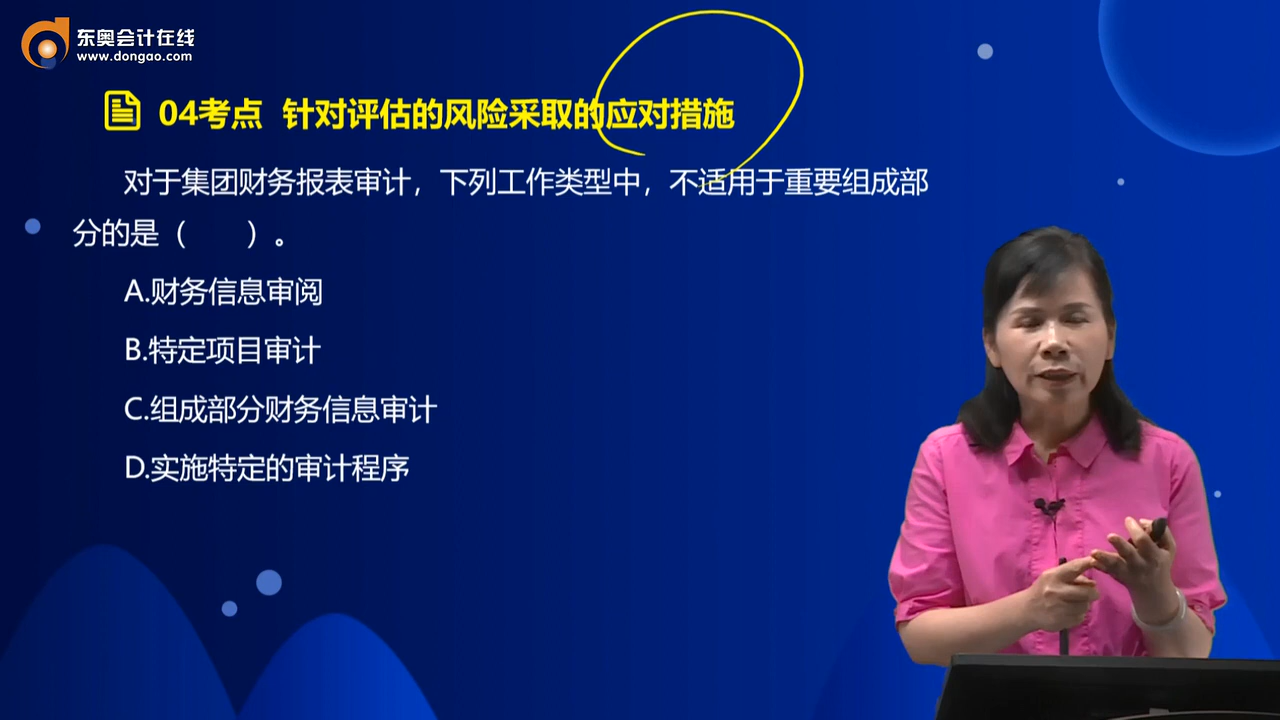 东奥会计在线
www.dongao.com
04考点 针对评估的风险采取的应对措施
对于集团财务报表审计，下列工作类型中，不适用于重要组成部
分的是（　　）。
A.财务信息审阅
B.特定项目审计
C.组成部分财务信息审计
D.实施特定的审计程序